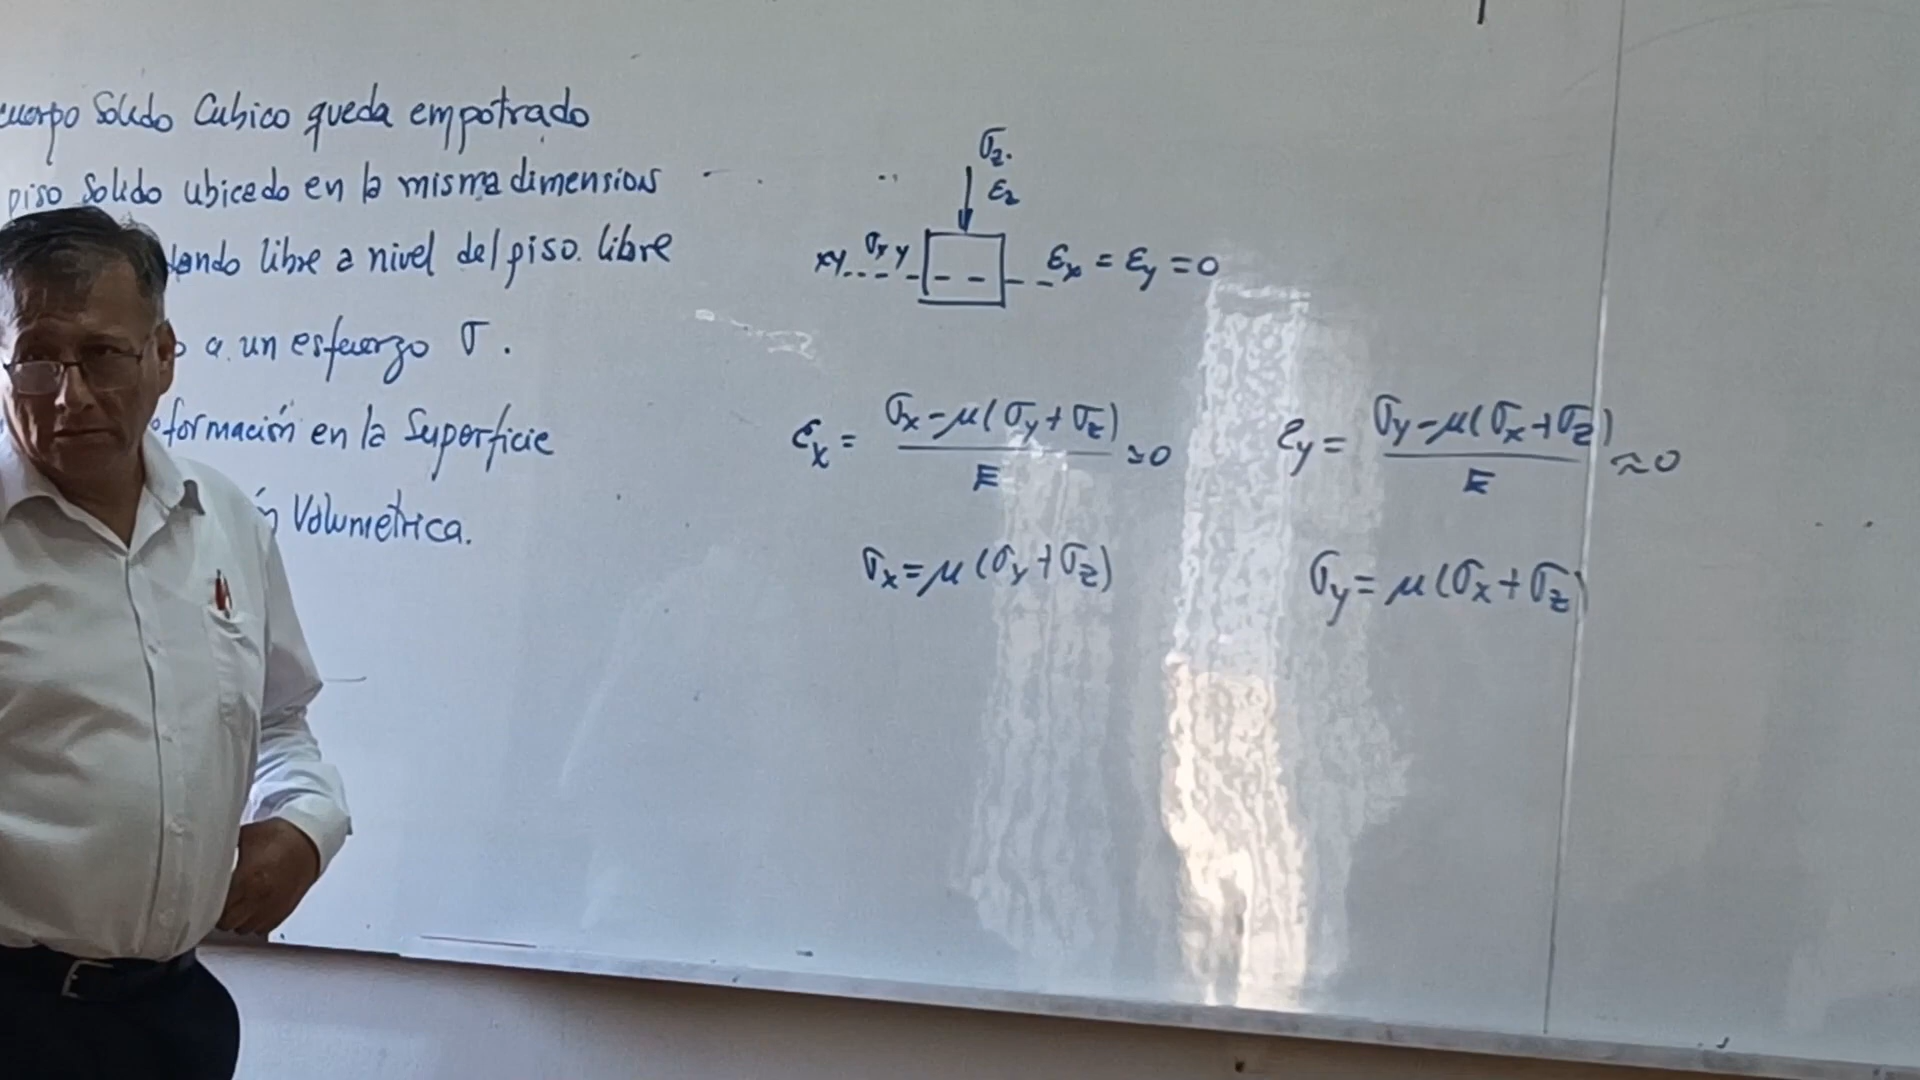 cuerpo Solido Cubico queda empotrado
piso Solido ubicado en la misma dimension
libre a nivel del piso. libre
a un esfuerzo σ.
formación en la Superficie
Volumetrica.
σz.
εz
xy σx y εx = εy = 0
εx = σx - μ(σy + σz) / E ≈ 0
εy = σy - μ(σx + σz) / E ≈ 0
σx = μ(σy + σz)
σy = μ(σx + σz)